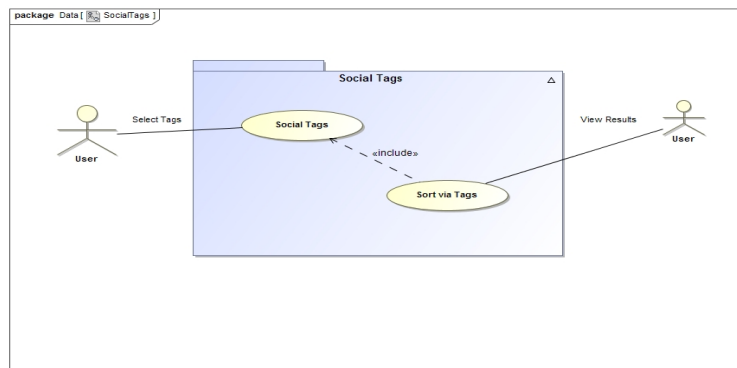 package Data [ SocialTags ]
Social Tags
Select Tags
Social Tags
View Results
User
User
«include»
Sort via Tags